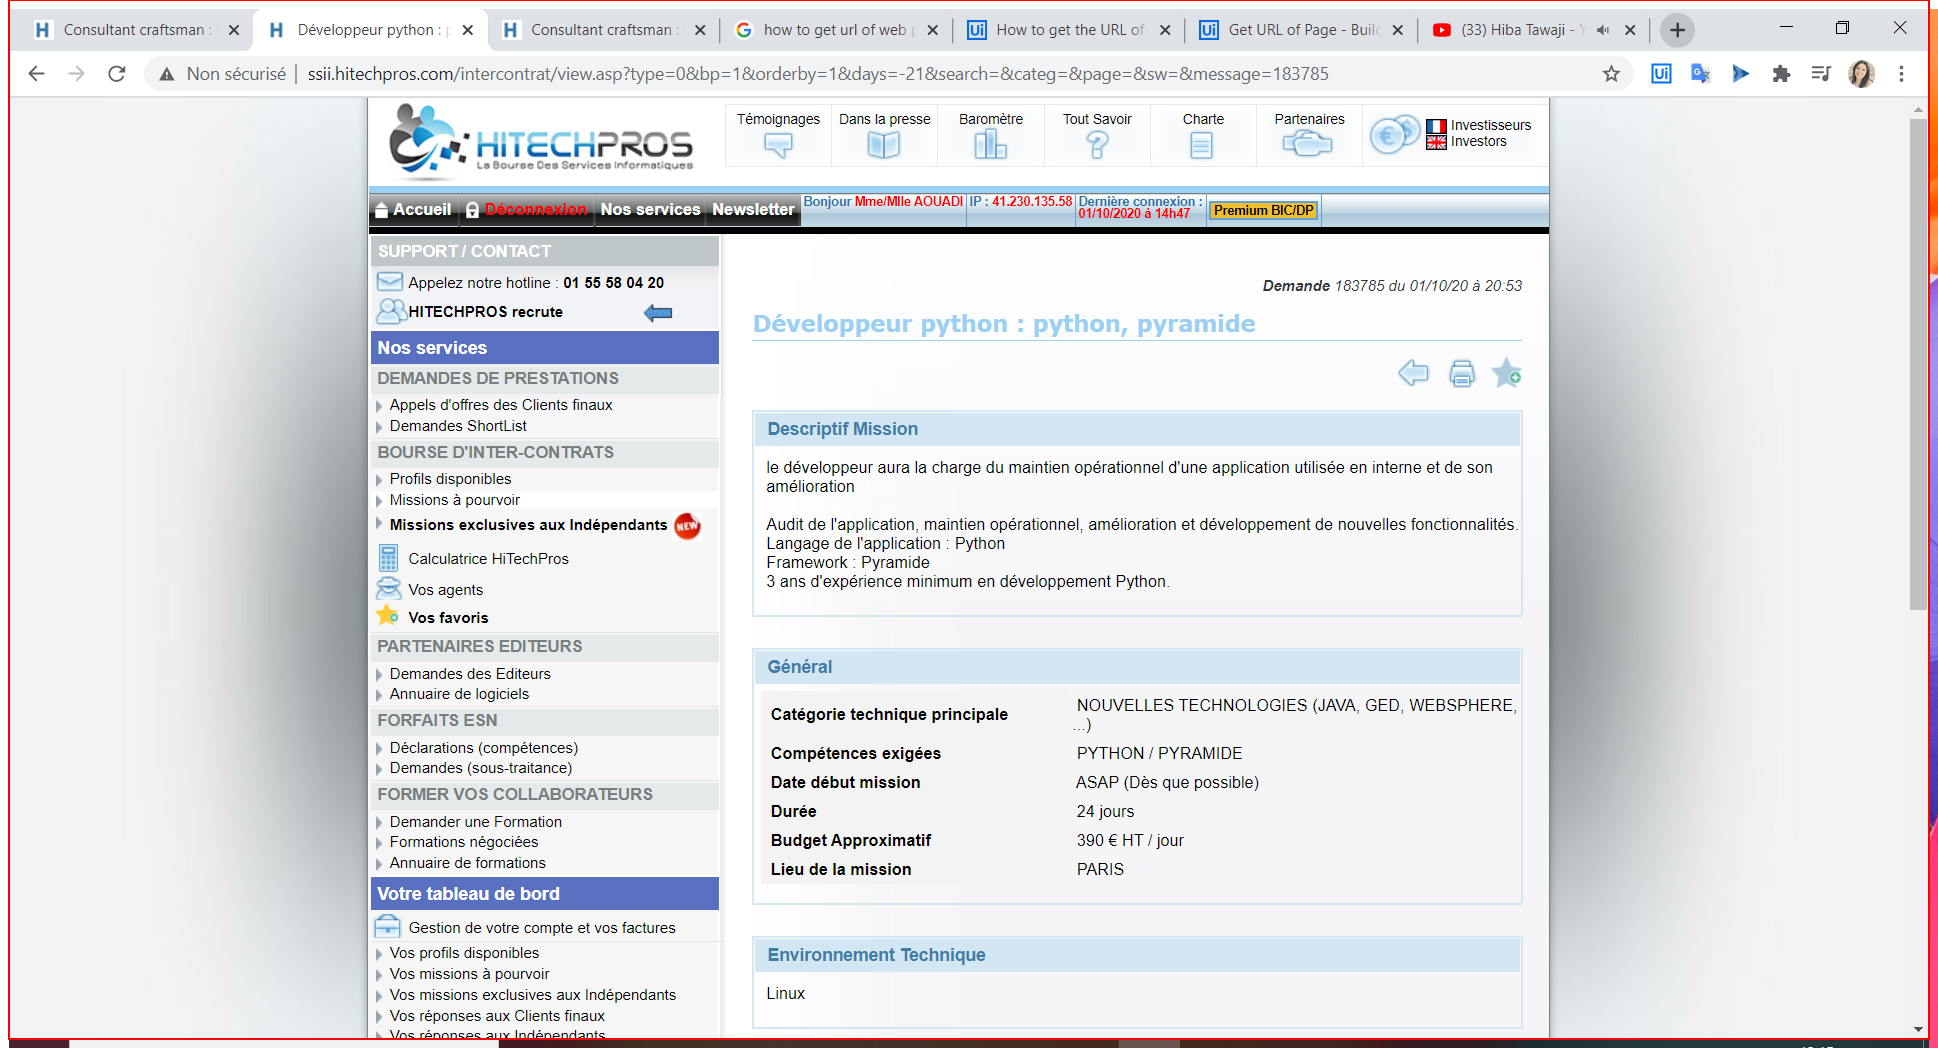 Consultant craftsman :
Développeur python : p
Consultant craftsman :
how to get url of web p
How to get the URL of
Get URL of Page - Build
(33) Hiba Tawaji - Y
Non sécurisé | ssii.hitechpros.com/intercontrat/view.asp?type=0&bp=1&orderby=1&days=-21&search=&categ=&page=&sw=&message=183785
HITECHPROS
La Bourse Des Services Informatiques
Témoignages
Dans la presse
Baromètre
Tout Savoir
Charte
Partenaires
Investisseurs
Investors
Accueil
Déconnexion
Nos services
Newsletter
Bonjour Mme/Mlle AOUADI
IP : 41.230.135.58
Dernière connexion :
01/10/2020 à 14h47
Premium BIC/DP
SUPPORT / CONTACT
Appelez notre hotline : 01 55 58 04 20
HITECHPROS recrute
Nos services
DEMANDES DE PRESTATIONS
Appels d'offres des Clients finaux
Demandes ShortList
BOURSE D'INTER-CONTRATS
Profils disponibles
Missions à pourvoir
Missions exclusives aux Indépendants NEW
Calculatrice HiTechPros
Vos agents
Vos favoris
PARTENAIRES EDITEURS
Demandes des Editeurs
Annuaire de logiciels
FORFAITS ESN
Déclarations (compétences)
Demandes (sous-traitance)
FORMER VOS COLLABORATEURS
Demander une Formation
Formations négociées
Annuaire de formations
Votre tableau de bord
Gestion de votre compte et vos factures
Vos profils disponibles
Vos missions à pourvoir
Vos missions exclusives aux Indépendants
Vos réponses aux Clients finaux
Vos réponses aux Indépendants
Demande 183785 du 01/10/20 à 20:53
Développeur python : python, pyramide
Descriptif Mission
le développeur aura la charge du maintien opérationnel d'une application utilisée en interne et de son
amélioration
Audit de l'application, maintien opérationnel, amélioration et développement de nouvelles fonctionnalités.
Langage de l'application : Python
Framework : Pyramide
3 ans d'expérience minimum en développement Python.
Général
Catégorie technique principale NOUVELLES TECHNOLOGIES (JAVA, GED, WEBSPHERE,
...)
Compétences exigées PYTHON / PYRAMIDE
Date début mission ASAP (Dès que possible)
Durée 24 jours
Budget Approximatif 390 € HT / jour
Lieu de la mission PARIS
Environnement Technique
Linux